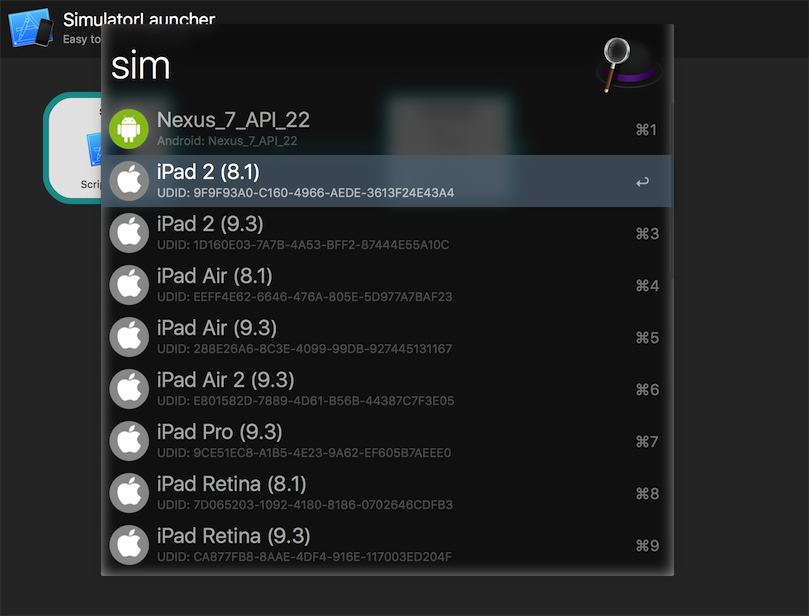 SimulatorLauncher
Easy to
sim
Nexus_7_API_22
Android: Nexus_7_API_22
⌘1
iPad 2 (8.1)
UDID: 9F9F93A0-C160-4966-AEDE-3613F24E43A4
↩
iPad 2 (9.3)
UDID: 1D160E03-7A7B-4A53-BFF2-87444E55A10C
⌘3
iPad Air (8.1)
UDID: EEFF4E62-6646-476A-805E-5D977A7BAF23
⌘4
iPad Air (9.3)
UDID: 288E26A6-8C3E-4099-99DB-927445131167
⌘5
iPad Air 2 (9.3)
UDID: E801582D-7889-4D61-B56B-44387C7F3E05
⌘6
iPad Pro (9.3)
UDID: 9CE51EC8-A1B5-4E23-9A62-EF605B7AEEE0
⌘7
iPad Retina (8.1)
UDID: 7D065203-1092-4180-8186-0702646CDFB3
⌘8
iPad Retina (9.3)
UDID: CA877FB8-8AAE-4DF4-916E-117003ED204F
⌘9